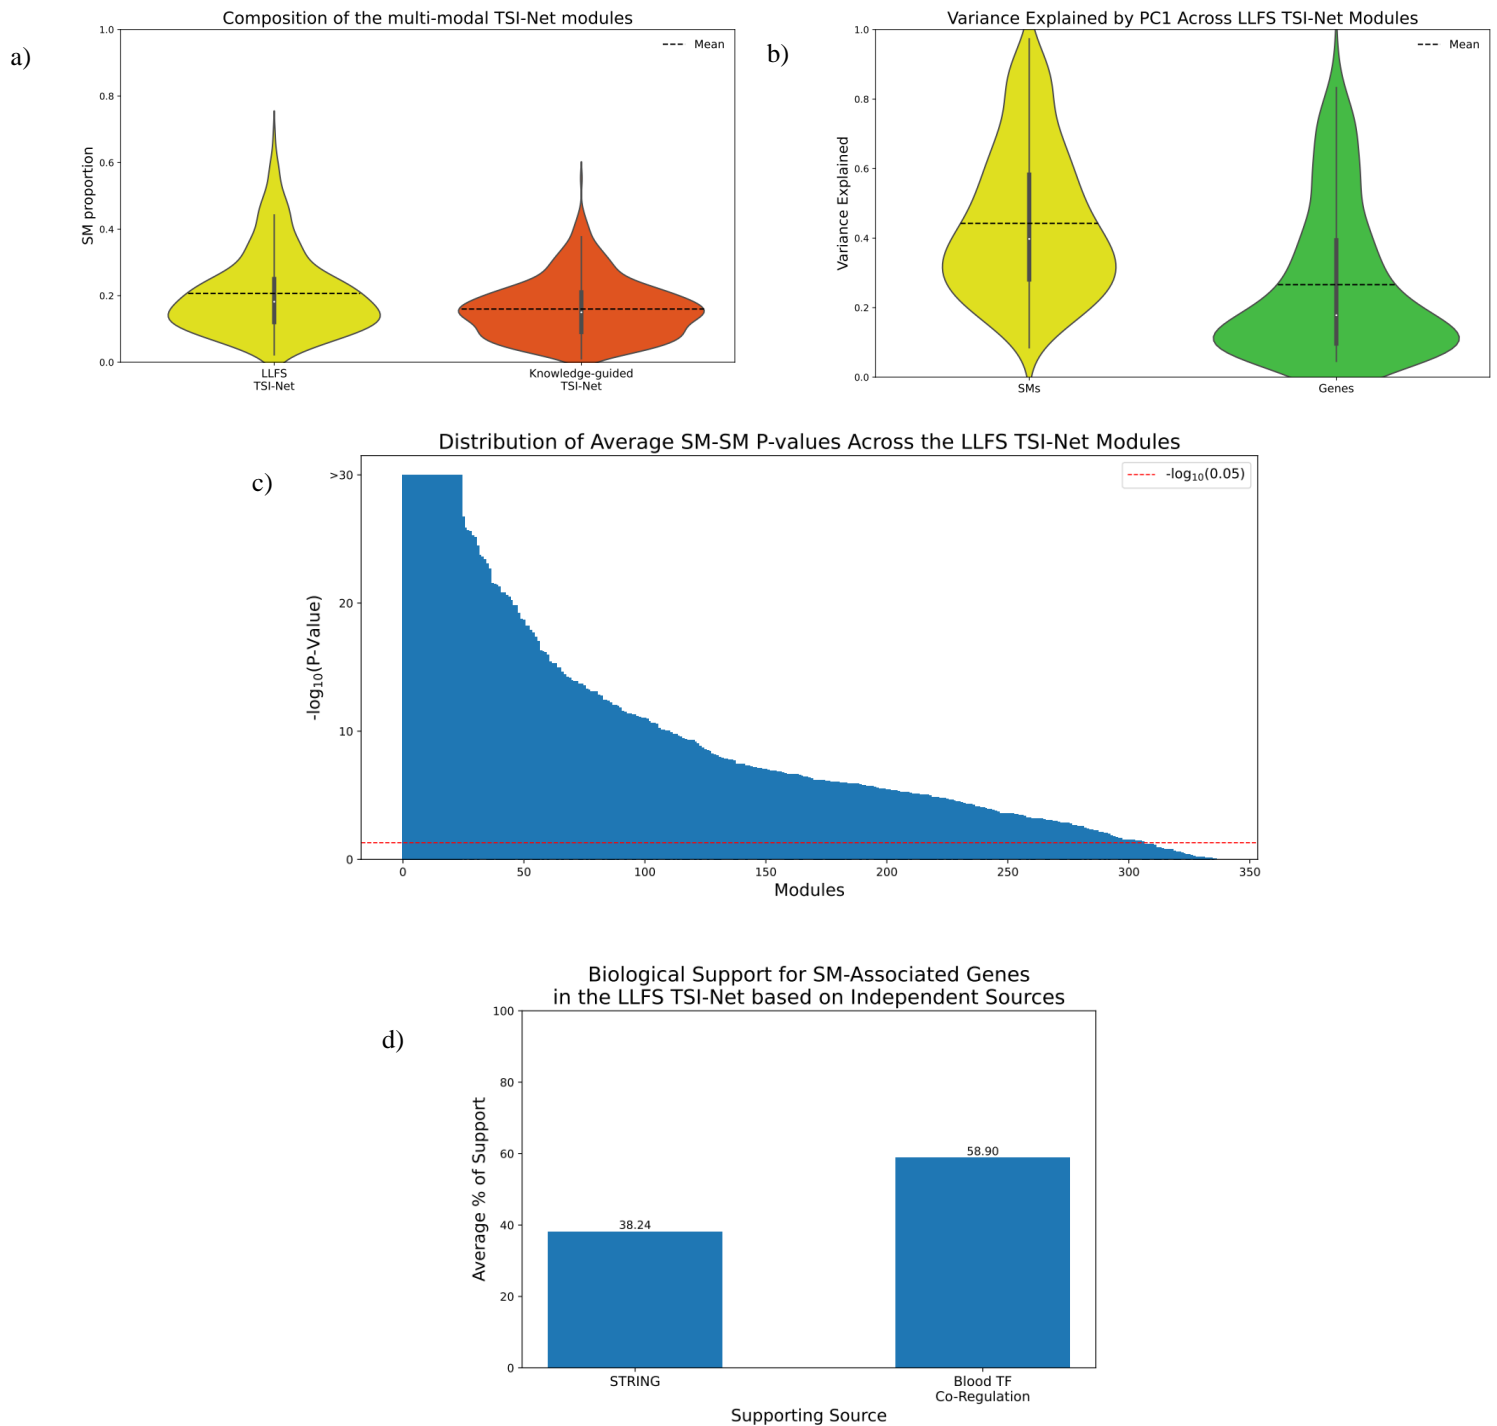 a)
Composition of the multi-modal TSI-Net modules
Mean
SM proportion
1.0
0.8
0.6
0.4
0.2
0.0
LLFS
TSI-Net
Knowledge-guided
TSI-Net
b)
Variance Explained by PC1 Across LLFS TSI-Net Modules
Mean
Variance Explained
1.0
0.8
0.6
0.4
0.2
0.0
SMs
Genes
c)
Distribution of Average SM-SM P-values Across the LLFS TSI-Net Modules
-log₁₀(0.05)
-log₁₀(P-Value)
>30
20
10
0
0 50 100 150 200 250 300 350
Modules
d)
Biological Support for SM-Associated Genes
in the LLFS TSI-Net based on Independent Sources
Average % of Support
100
80
60
40
20
0
38.24
58.90
STRING
Blood TF
Co-Regulation
Supporting Source